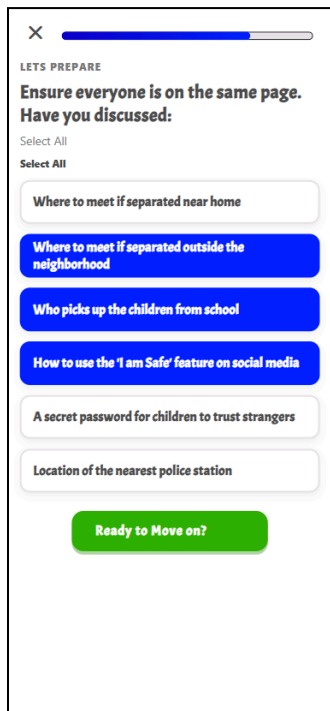 LETS PREPARE
Ensure everyone is on the same page.
Have you discussed:
Select All
Select All
Where to meet if separated near home
Where to meet if separated outside the
neighborhood
Who picks up the children from school
How to use the 'I am Safe' feature on social media
A secret password for children to trust strangers
Location of the nearest police station
Ready to Move on?